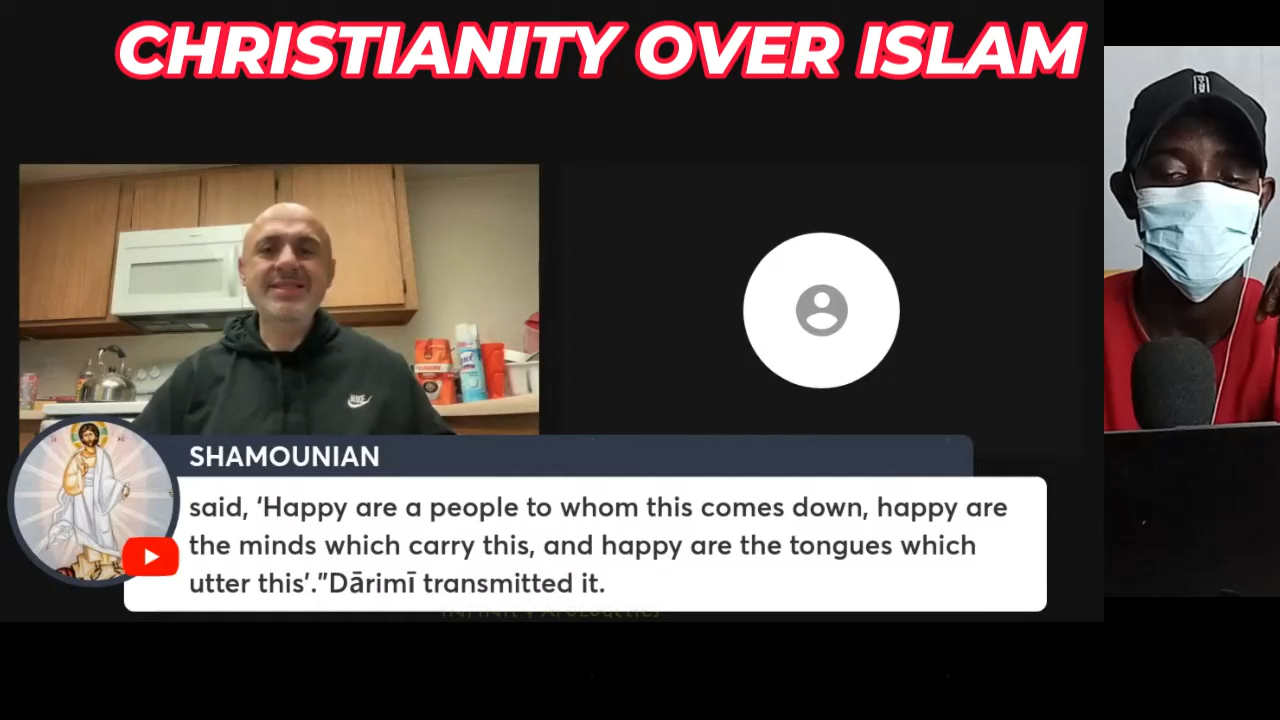 CHRISTIANITY OVER ISLAM
NIKE
SHAMOUNIAN
said, ‘Happy are a people to whom this comes down, happy are
the minds which carry this, and happy are the tongues which
utter this’.”Dārimī transmitted it.